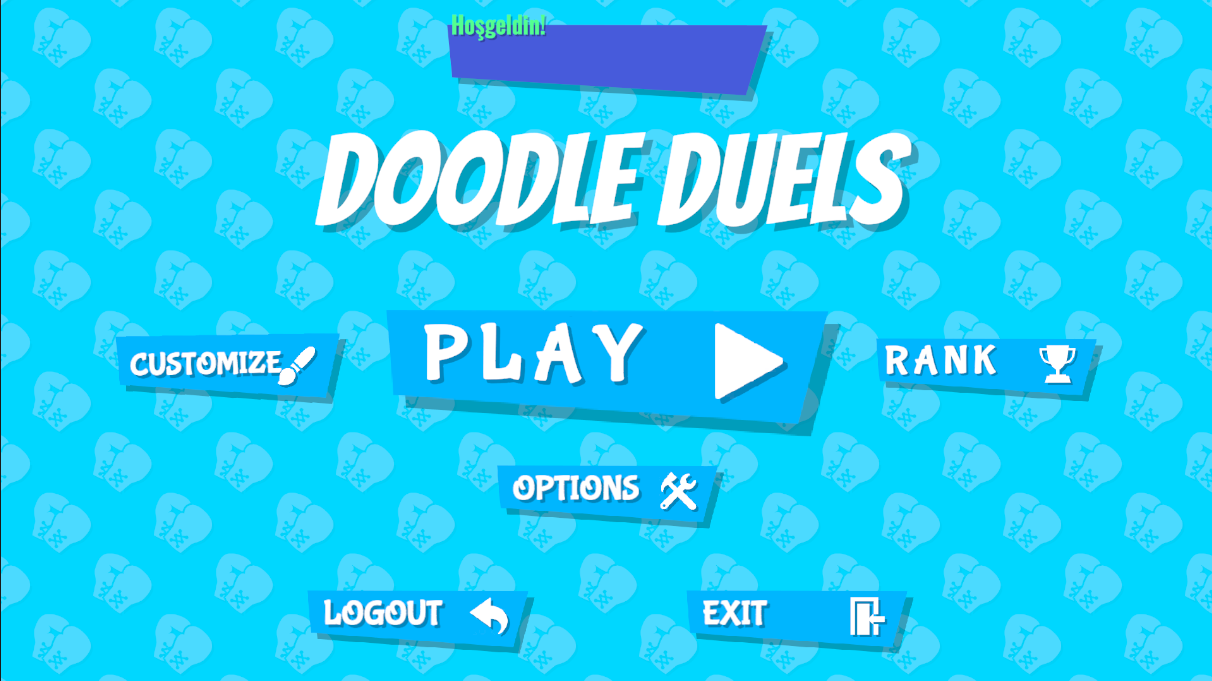 Hoşgeldin!
DOODLE DUELS
CUSTOMIZE
PLAY
RANK
OPTIONS
LOGOUT
EXIT